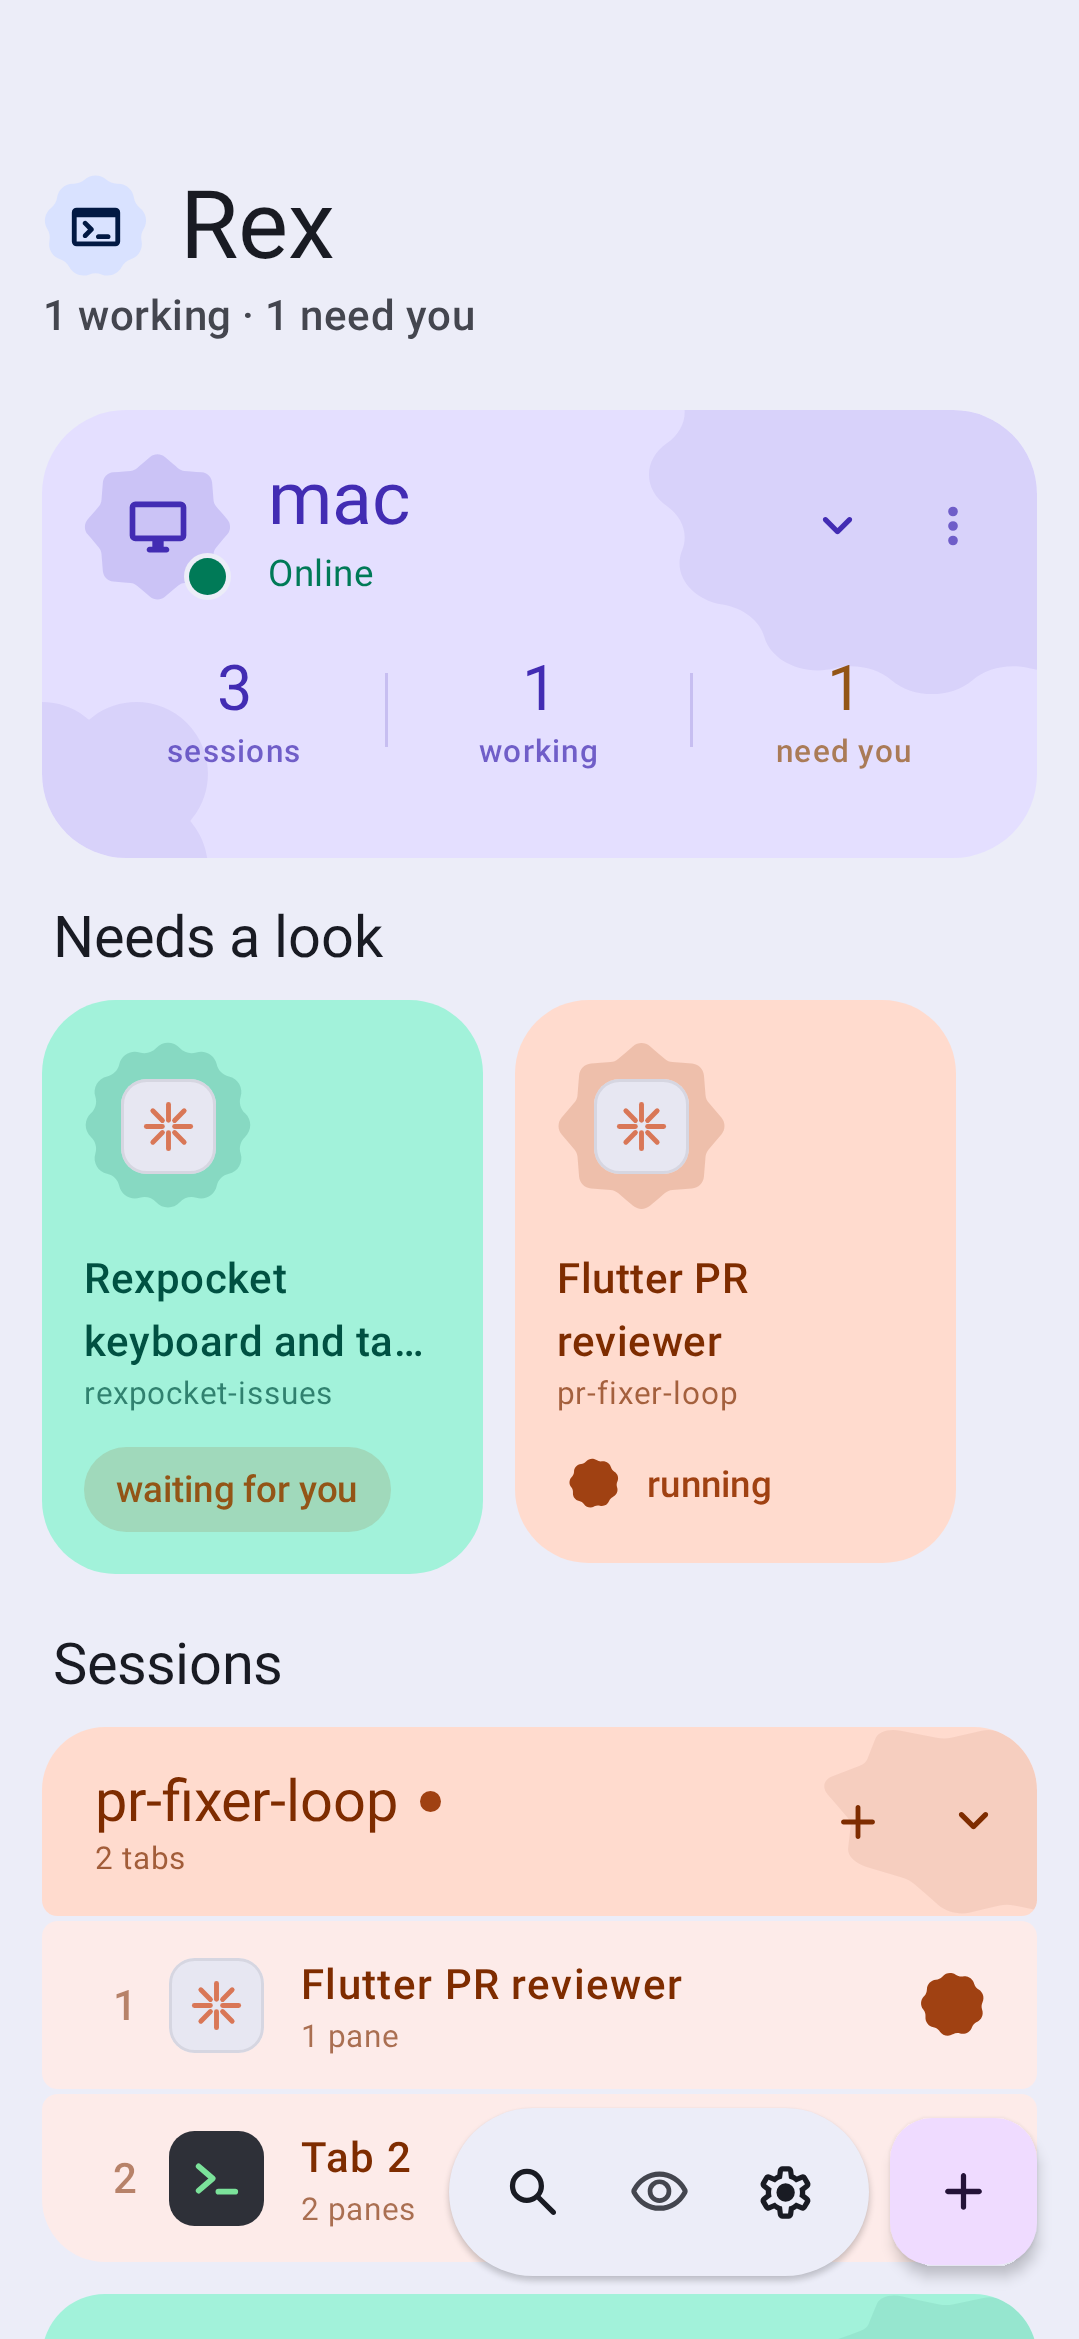 Rex
1 working · 1 need you
mac
Online
3
sessions
1
working
1
need you
Needs a look
Rexpocket
keyboard and ta…
rexpocket-issues
waiting for you
Flutter PR
reviewer
pr-fixer-loop
running
Sessions
pr-fixer-loop
2 tabs
1
Flutter PR reviewer
1 pane
2
Tab 2
2 panes